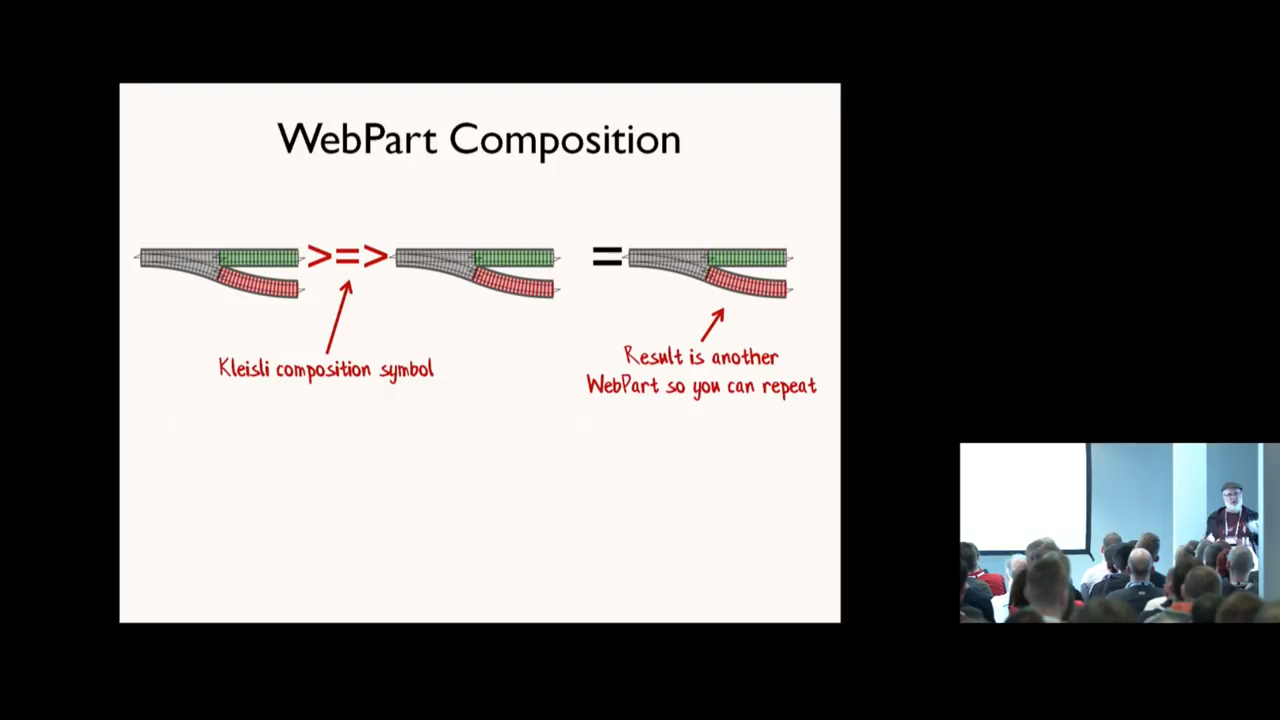 WebPart Composition
>=>
=
Kleisli composition symbol
Result is another
WebPart so you can repeat